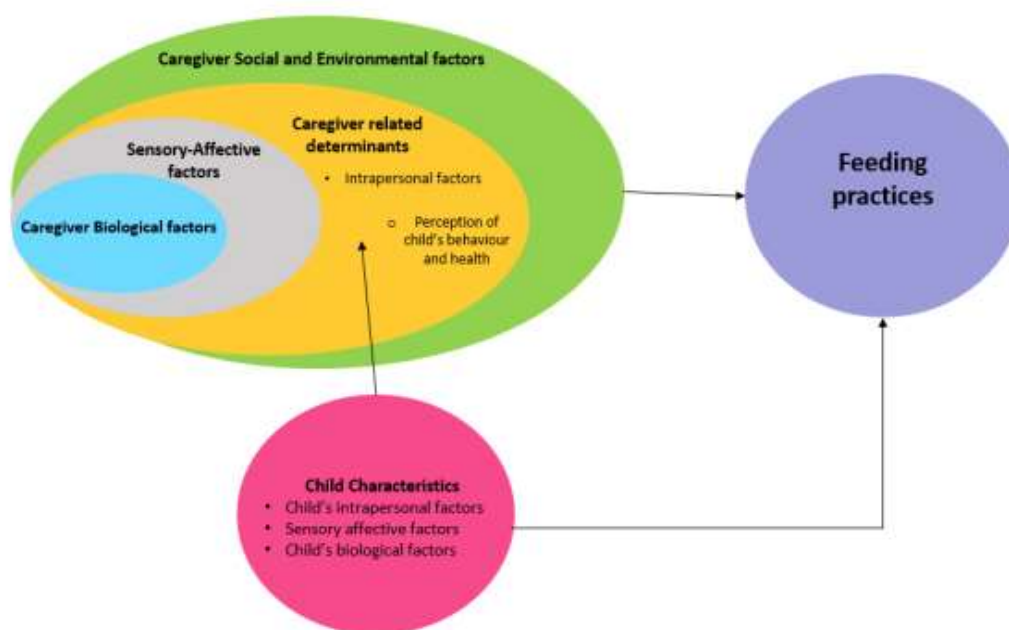 Caregiver Social and Environmental factors
Caregiver related
determinants
• Intrapersonal factors
o Perception of
child's behaviour
and health
Sensory-Affective
factors
Caregiver Biological factors
Feeding
practices
Child Characteristics
• Child's intrapersonal factors
• Sensory affective factors
• Child's biological factors